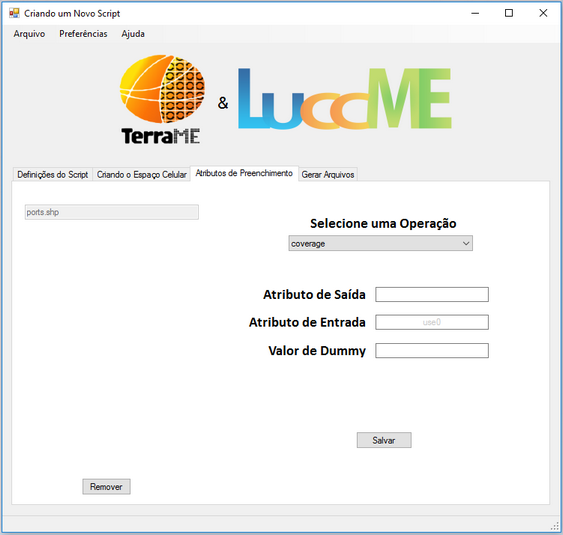 Criando um Novo Script
Arquivo Preferências Ajuda
TerraME & LuccME
Definições do Script Criando o Espaço Celular Atributos de Preenchimento Gerar Arquivos
ports.shp
Selecione uma Operação
coverage
Atributo de Saída
Atributo de Entrada use0
Valor de Dummy
Salvar
Remover